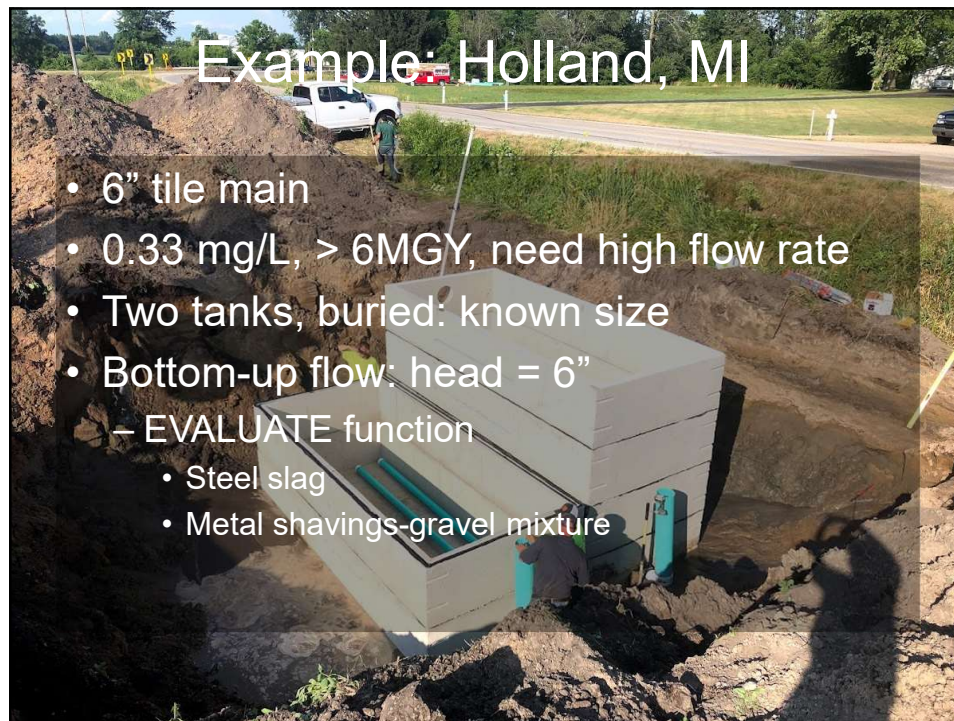 Example: Holland, MI
• 6” tile main
• 0.33 mg/L, > 6MGY, need high flow rate
• Two tanks, buried: known size
• Bottom-up flow: head = 6”
– EVALUATE function
• Steel slag
• Metal shavings-gravel mixture